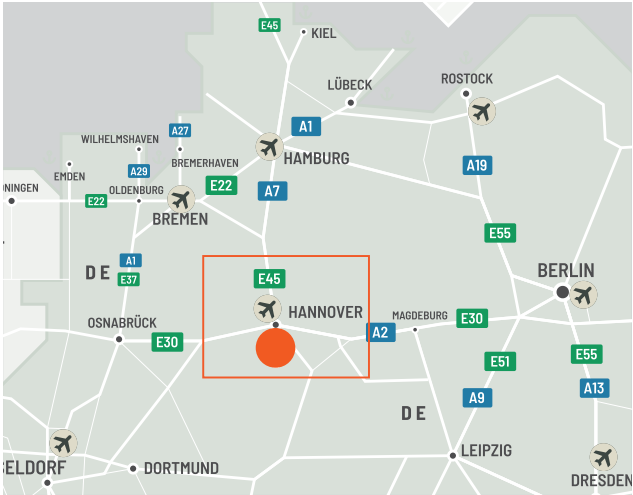 E45
KIEL
LÜBECK
ROSTOCK
A27
A1
WILHELMSHAVEN
HAMBURG
A19
BREMERHAVEN
A29
EMDEN
E22
A7
NINGEN
E22
OLDENBURG
BREMEN
E55
A1
DE
E37
E45
BERLIN
HANNOVER
MAGDEBURG
E30
OSNABRÜCK
A2
E30
E51
E55
A13
A9
DE
LEIPZIG
SELDORF
DORTMUND
DRESDEN